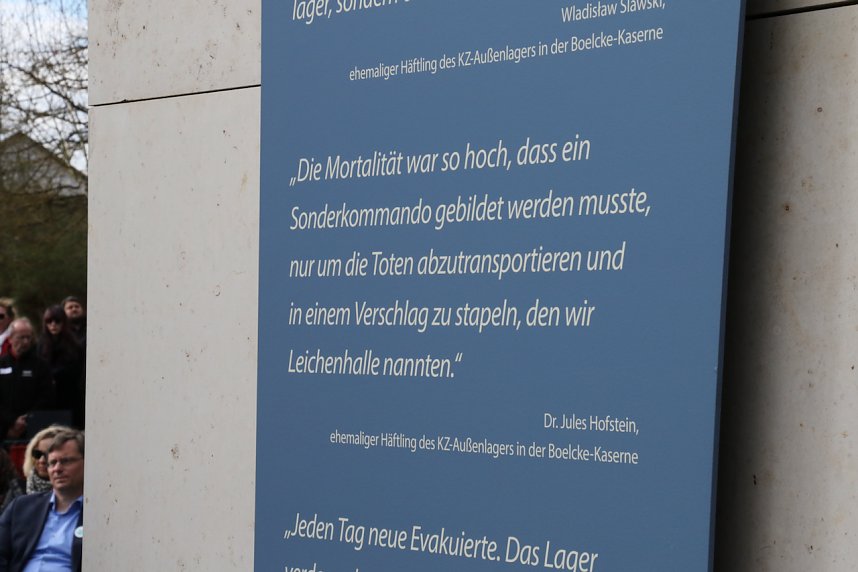 lager, sondern
Wladisław Slawski,
ehemaliger Häftling des KZ-Außenlagers in der Boelcke-Kaserne
„Die Mortalität war so hoch, dass ein
Sonderkommando gebildet werden musste,
nur um die Toten abzutransportieren und
in einem Verschlag zu stapeln, den wir
Leichenhalle nannten.“
Dr. Jules Hofstein,
ehemaliger Häftling des KZ-Außenlagers in der Boelcke-Kaserne
„Jeden Tag neue Evakuierte. Das Lager